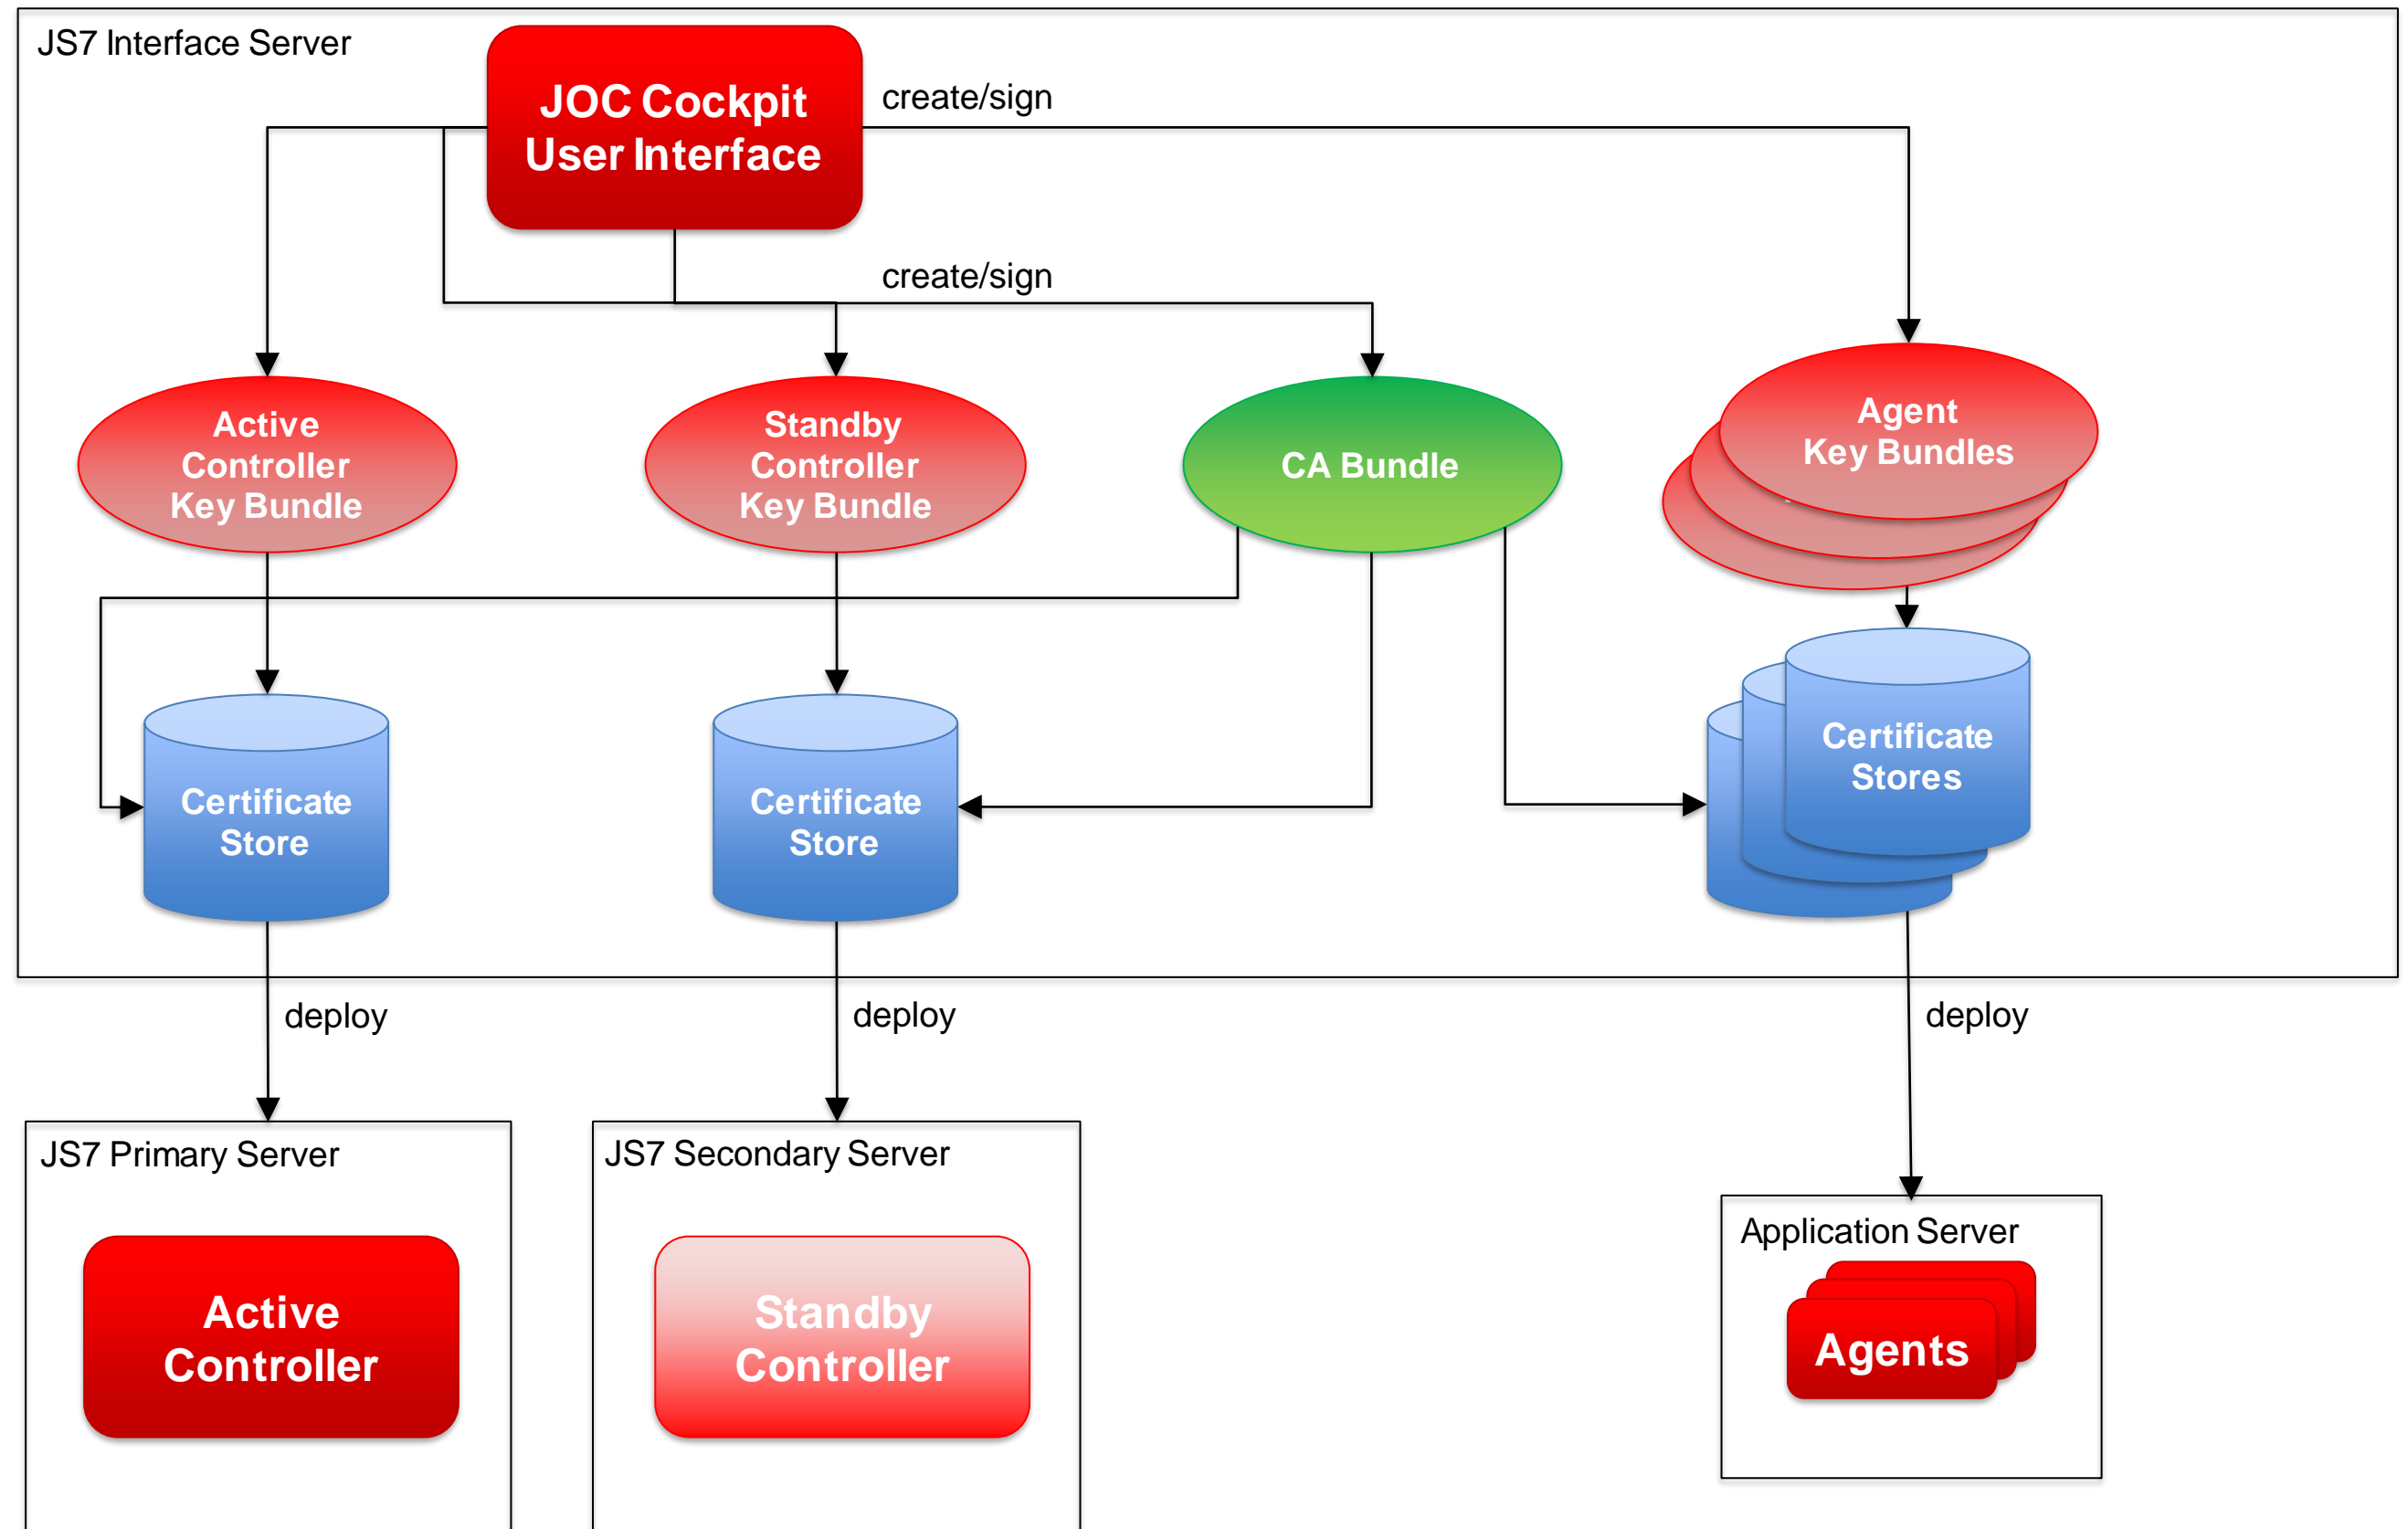 JS7 Interface Server
JOC Cockpit
User Interface
create/sign
create/sign
Active
Controller
Key Bundle
Standby
Controller
Key Bundle
CA Bundle
Agent
Key Bundles
Certificate
Store
Certificate
Store
Certificate
Stores
deploy
deploy
deploy
JS7 Primary Server
Active
Controller
JS7 Secondary Server
Standby
Controller
Application Server
Agents